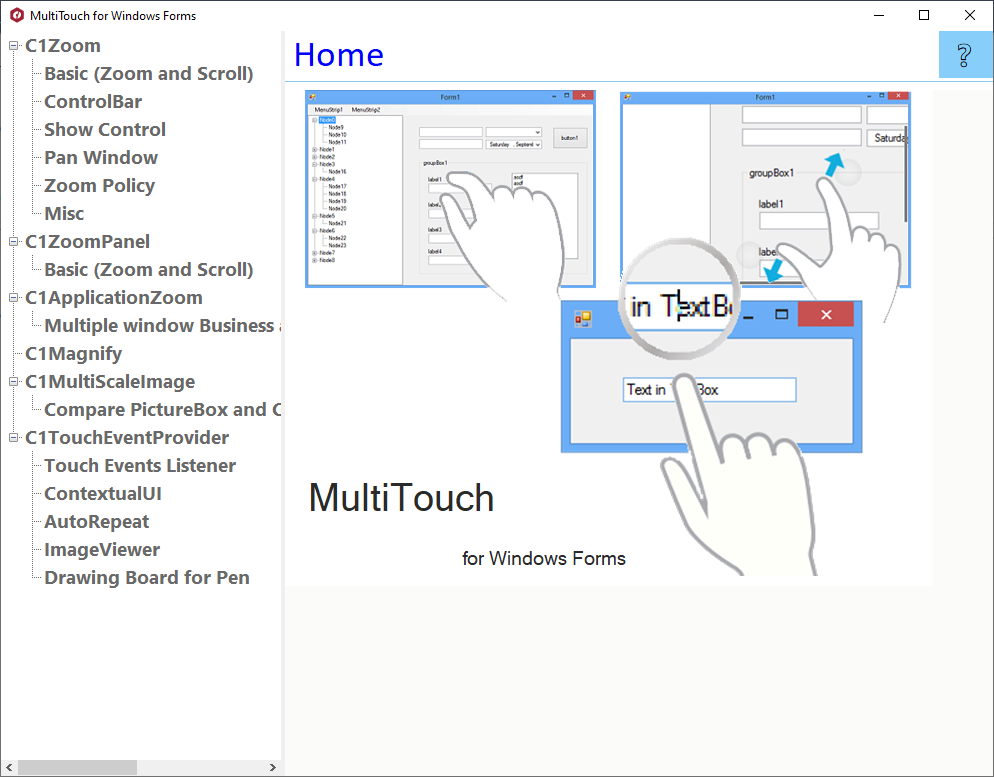 MultiTouch for Windows Forms
C1Zoom
Basic (Zoom and Scroll)
ControlBar
Show Control
Pan Window
Zoom Policy
Misc
C1ZoomPanel
Basic (Zoom and Scroll)
C1ApplicationZoom
Multiple window Business
C1Magnify
C1MultiScaleImage
Compare PictureBox and C
C1TouchEventProvider
Touch Events Listener
ContextualUI
AutoRepeat
ImageViewer
Drawing Board for Pen
Home
?
Form1
MenuStrip1 MenuStrip2
Node0
Node9
Node10
Node11
Node1
Node2
Node3
Node16
Node4
Node17
Node18
Node19
Node20
Node5
Node21
Node6
Node22
Node23
Node7
Node8
button1
Saturday , Septemb
groupBox1
label1
asdf
asdf
label3
label4
Form1
Saturda
groupBox1
label1
in TextBo
Text in Box
MultiTouch
for Windows Forms